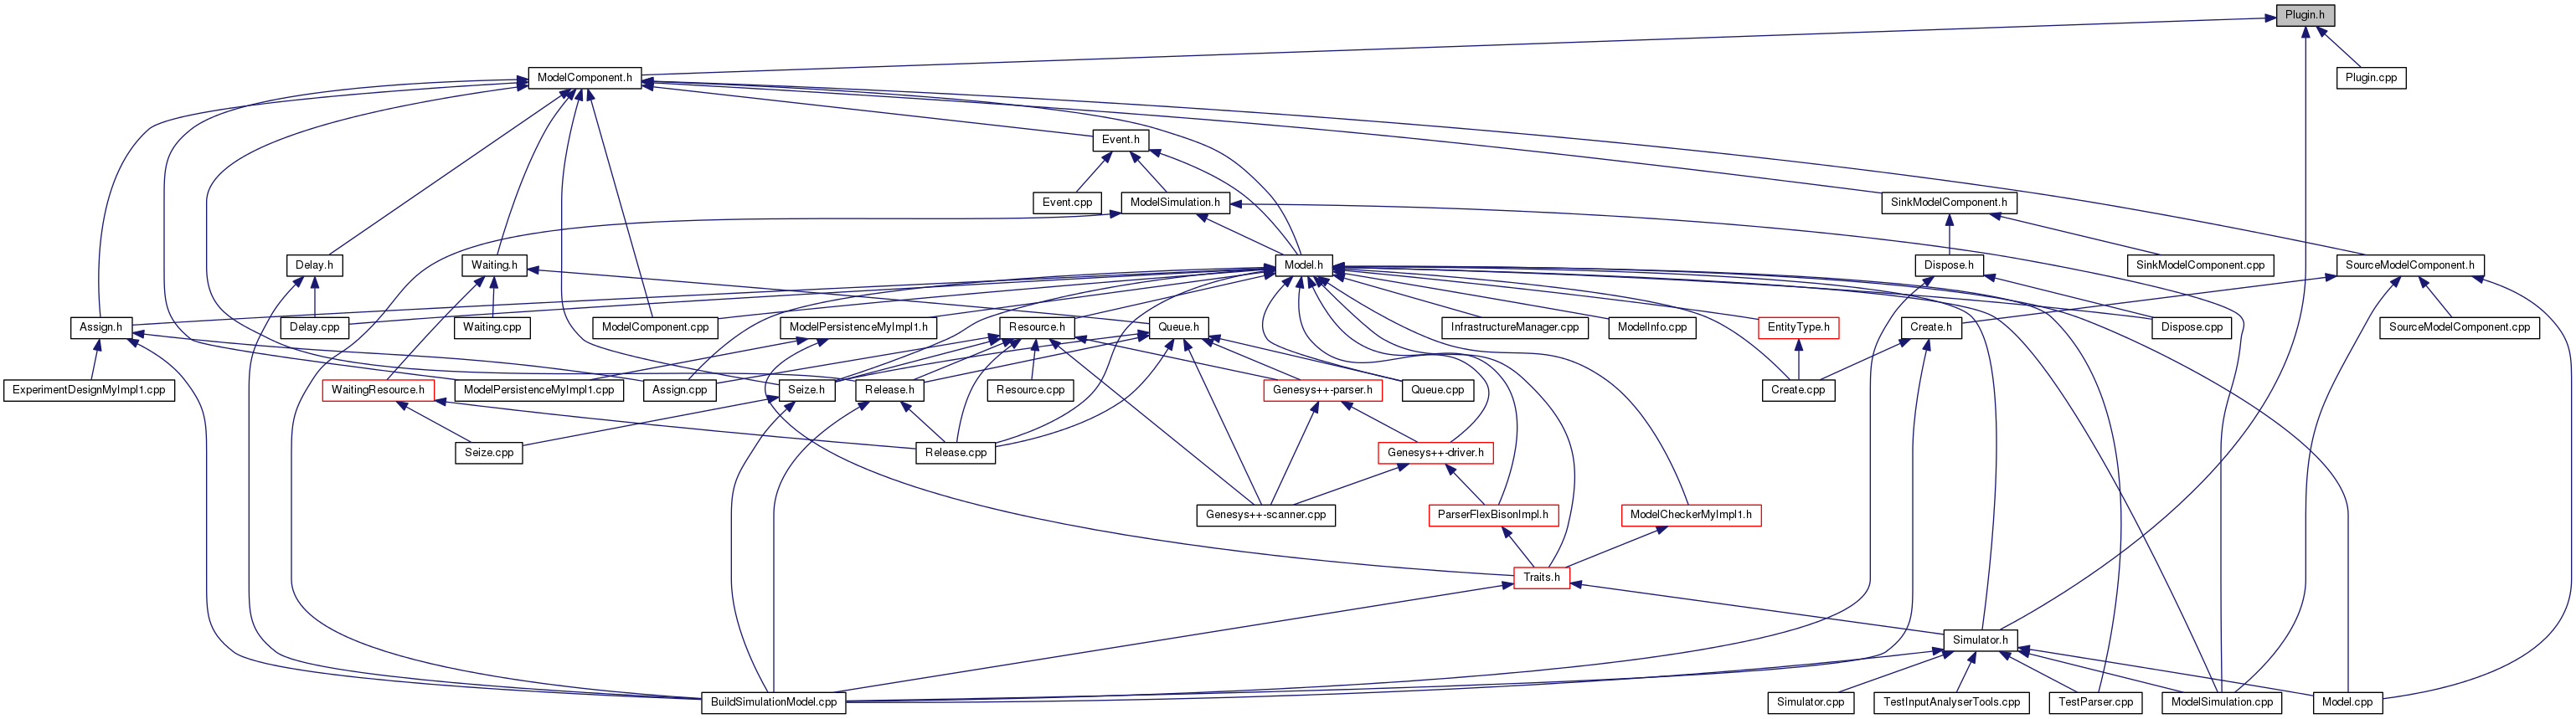 Plugin.h
ModelComponent.h
Plugin.cpp
Event.h
Event.cpp
ModelSimulation.h
SinkModelComponent.h
Delay.h
Waiting.h
Model.h
Dispose.h
SinkModelComponent.cpp
SourceModelComponent.h
Assign.h
Delay.cpp
Waiting.cpp
ModelComponent.cpp
ModelPersistenceMyImpl1.h
Resource.h
Queue.h
InfrastructureManager.cpp
ModelInfo.cpp
EntityType.h
Create.h
Dispose.cpp
SourceModelComponent.cpp
ExperimentDesignMyImpl1.cpp
WaitingResource.h
ModelPersistenceMyImpl1.cpp
Assign.cpp
Seize.h
Release.h
Resource.cpp
Genesys++-parser.h
Queue.cpp
Create.cpp
Seize.cpp
Release.cpp
Genesys++-driver.h
Genesys++-scanner.cpp
ParserFlexBisonImpl.h
ModelCheckerMyImpl1.h
Traits.h
Simulator.h
BuildSimulationModel.cpp
Simulator.cpp
TestInputAnalyserTools.cpp
TestParser.cpp
ModelSimulation.cpp
Model.cpp